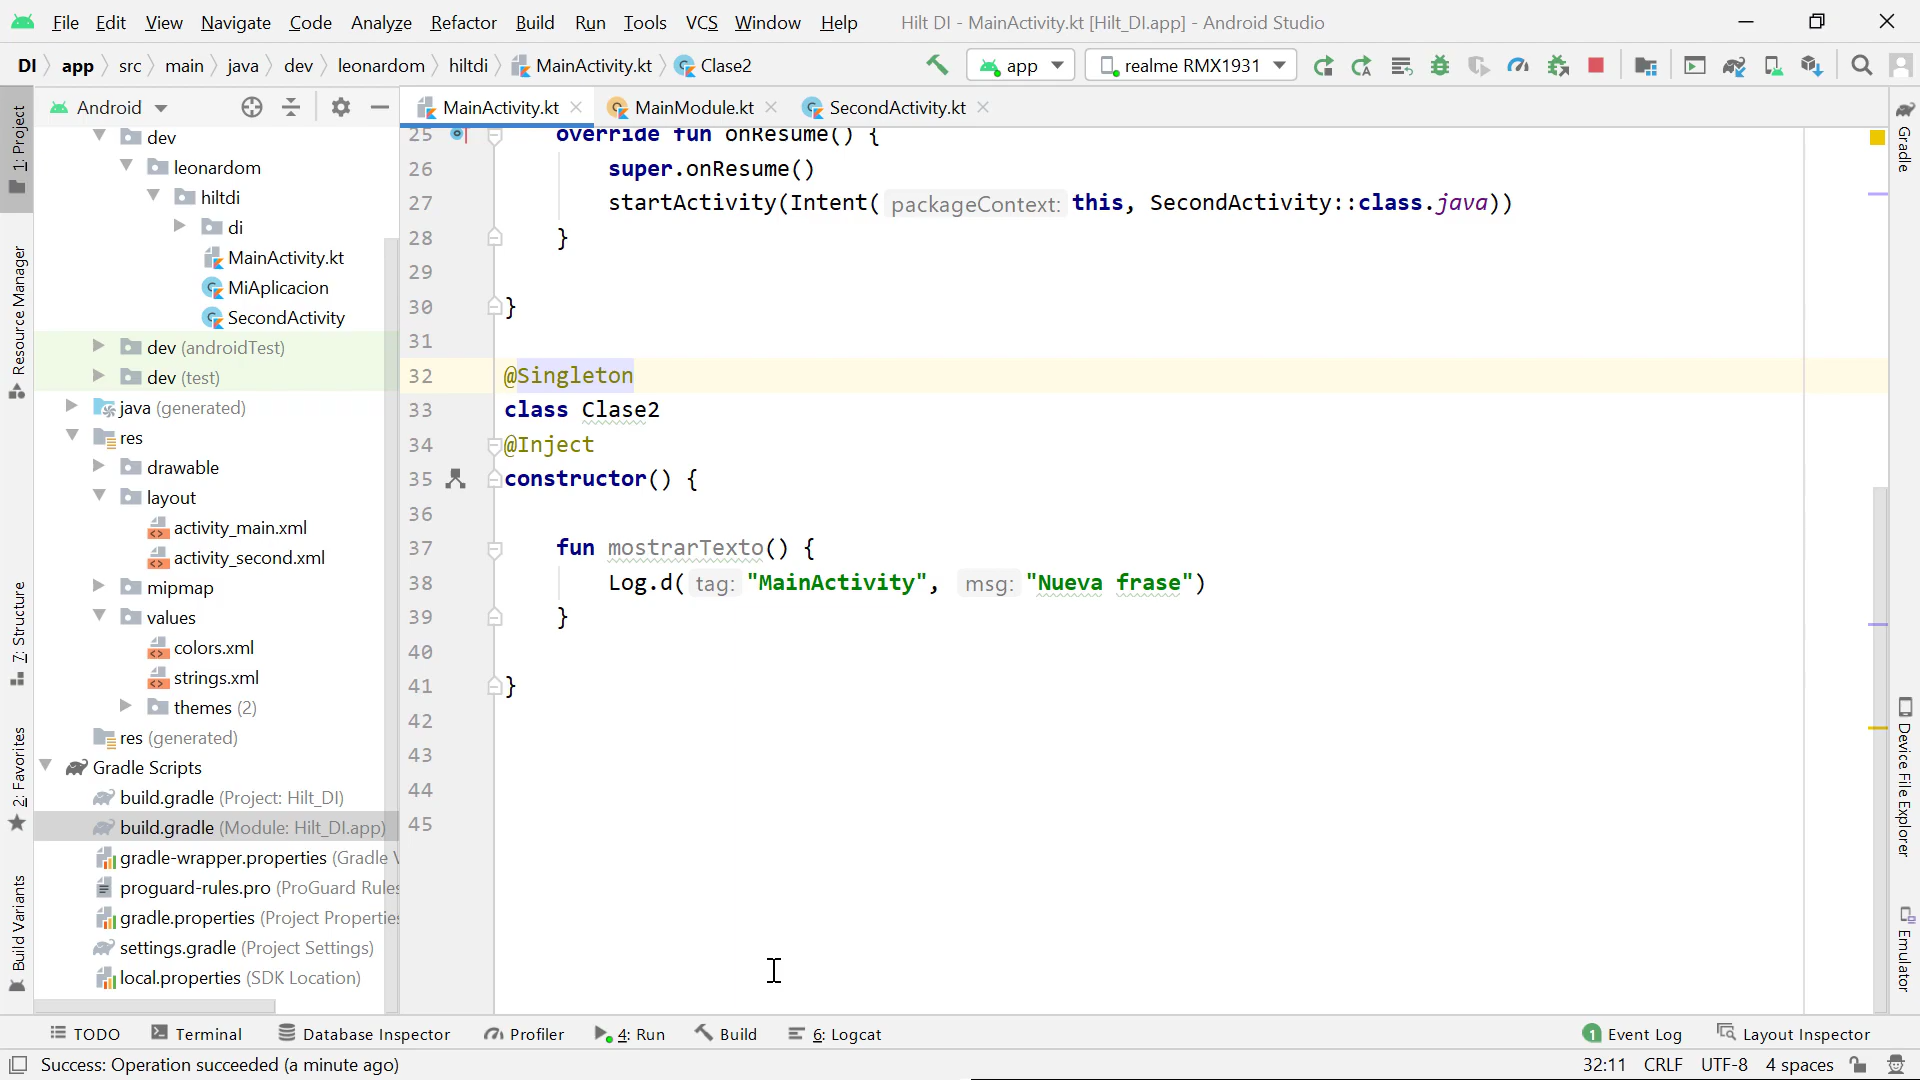 File Edit View Navigate Code Analyze Refactor Build Run Tools VCS Window Help Hilt DI - MainActivity.kt [Hilt_DI.app] - Android Studio
DI app src main java dev leonardom hiltdi MainActivity.kt Clase2 app realme RMX1931
Android MainActivity.kt MainModule.kt SecondActivity.kt
1: Project
Resource Manager
7: Structure
2: Favorites
Build Variants
dev
leonardom
hiltdi
di
MainActivity.kt
MiAplicacion
SecondActivity
dev (androidTest)
dev (test)
java (generated)
res
drawable
layout
activity_main.xml
activity_second.xml
mipmap
values
colors.xml
strings.xml
themes (2)
res (generated)
Gradle Scripts
build.gradle (Project: Hilt_DI)
build.gradle (Module: Hilt_DI.app)
gradle-wrapper.properties (Gradle
proguard-rules.pro (ProGuard Rules
gradle.properties (Project Properties
settings.gradle (Project Settings)
local.properties (SDK Location)
25 override fun onResume() {
26 super.onResume()
27 startActivity(Intent( packageContext: this, SecondActivity::class.java))
28 }
29
30 }
31
32 @Singleton
33 class Clase2
34 @Inject
35 constructor() {
36
37 fun mostrarTexto() {
38 Log.d( tag: "MainActivity", msg: "Nueva frase")
39 }
40
41 }
42
43
44
45
Gradle
Device File Explorer
Emulator
TODO Terminal Database Inspector Profiler 4: Run Build 6: Logcat 1 Event Log Layout Inspector
Success: Operation succeeded (a minute ago) 32:11 CRLF UTF-8 4 spaces